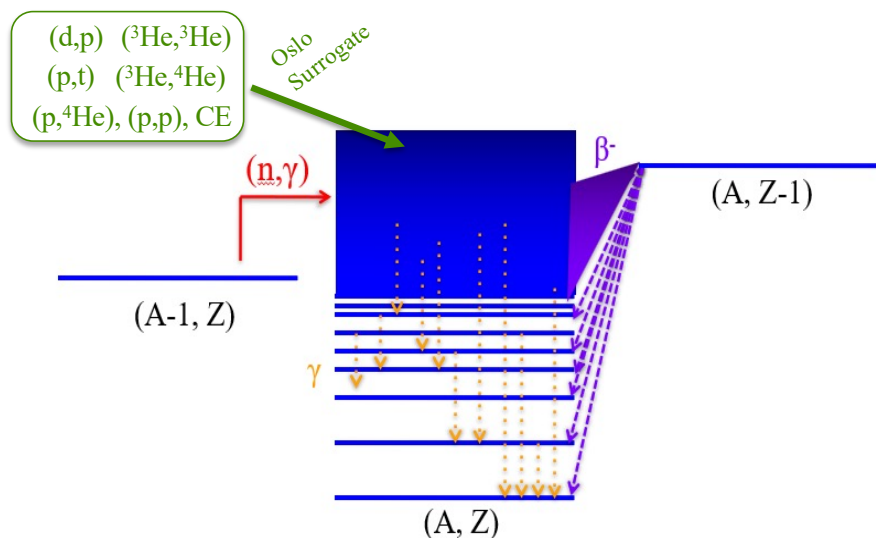 (d,p) (³He,³He)
(p,t) (³He,⁴He)
(p,⁴He), (p,p), CE
Oslo
Surrogate
(n,γ)
β-
(A, Z-1)
(A-1, Z)
γ
(A, Z)